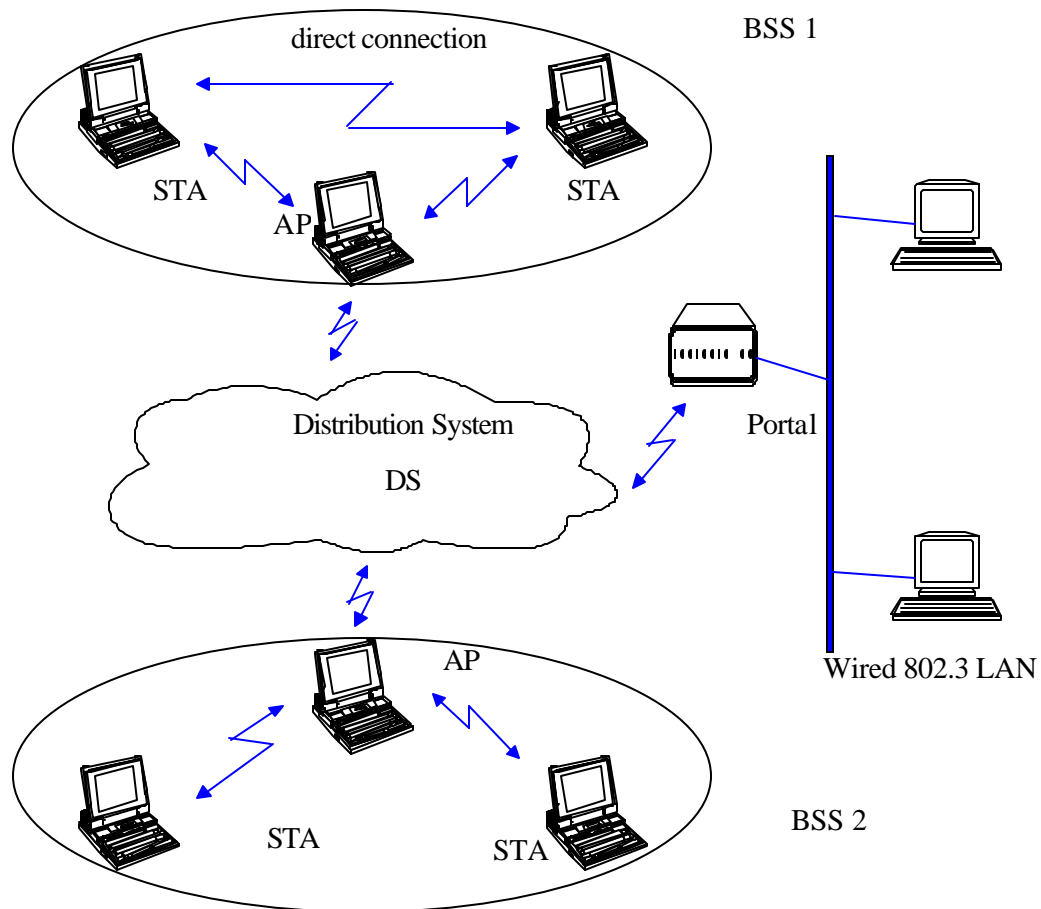 BSS 1
direct connection
STA
STA
AP
Distribution System
Portal
DS
AP
Wired 802.3 LAN
BSS 2
STA
STA